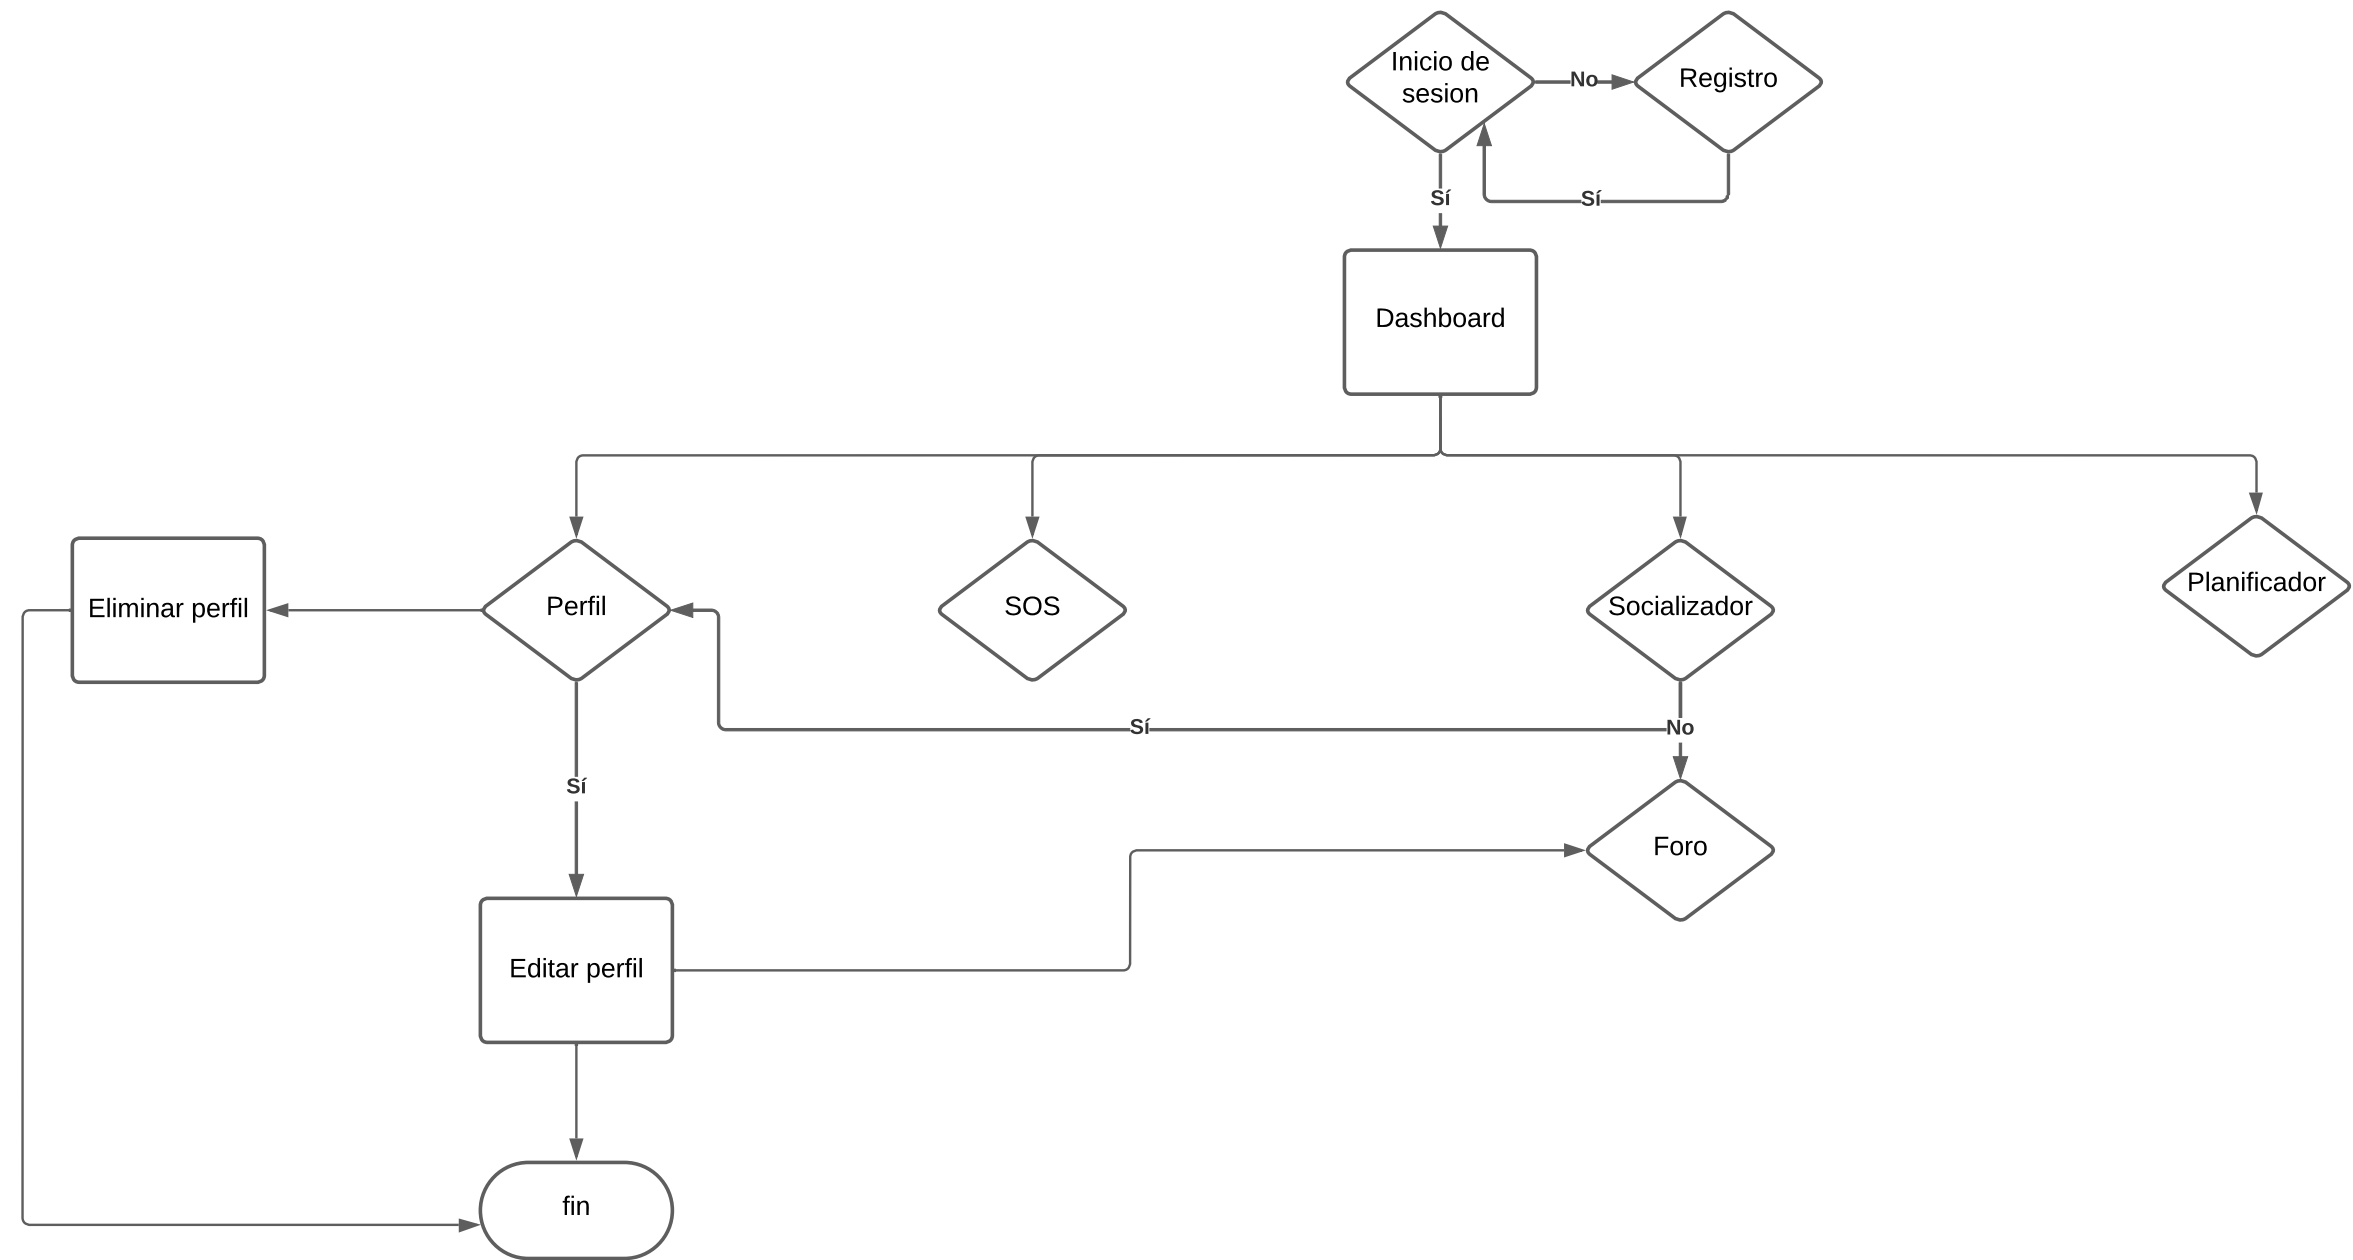 Inicio de
sesion
No
Registro
Sí
Sí
Dashboard
Eliminar perfil
Perfil
SOS
Socializador
Planificador
Sí
No
Sí
Foro
Editar perfil
fin